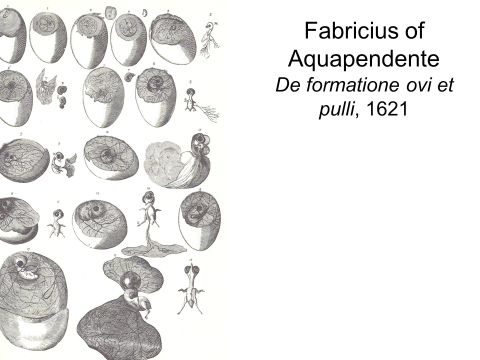 Fabricius of
Aquapendente
De formatione ovi et
pulli, 1621